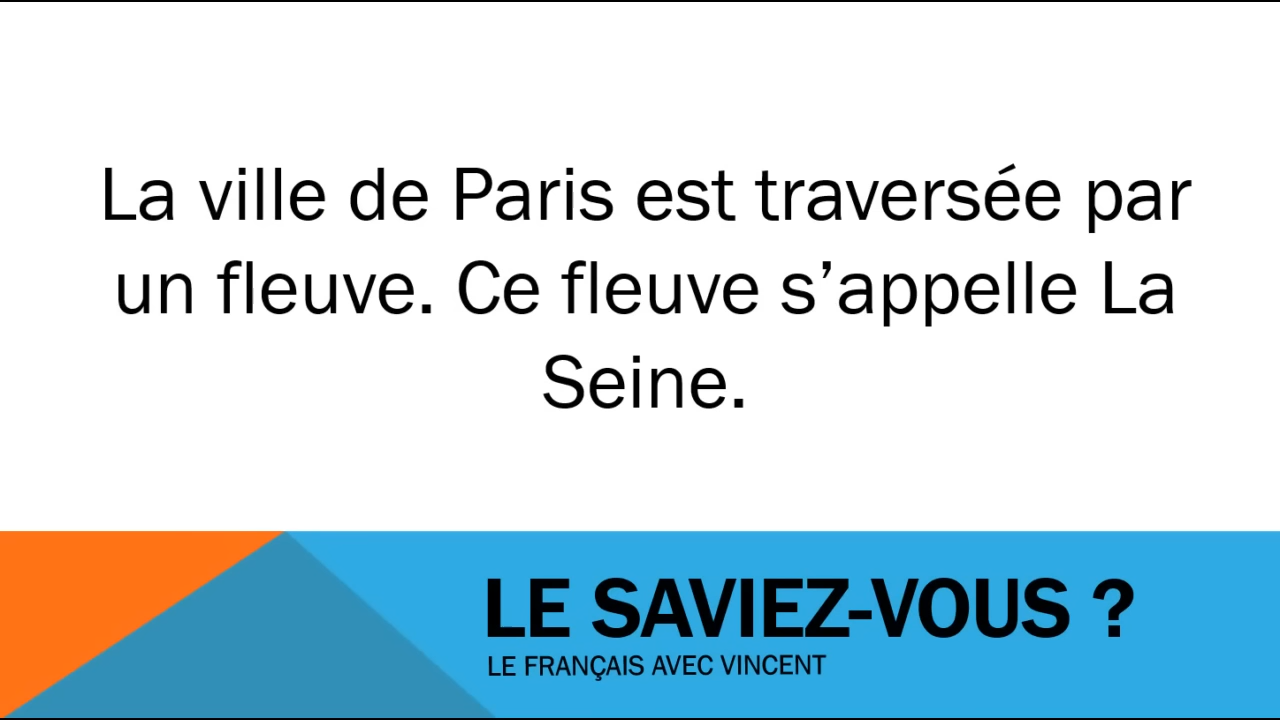 La ville de Paris est traversée par
un fleuve. Ce fleuve s’appelle La
Seine.
LE SAVIEZ-VOUS ?
LE FRANÇAIS AVEC VINCENT